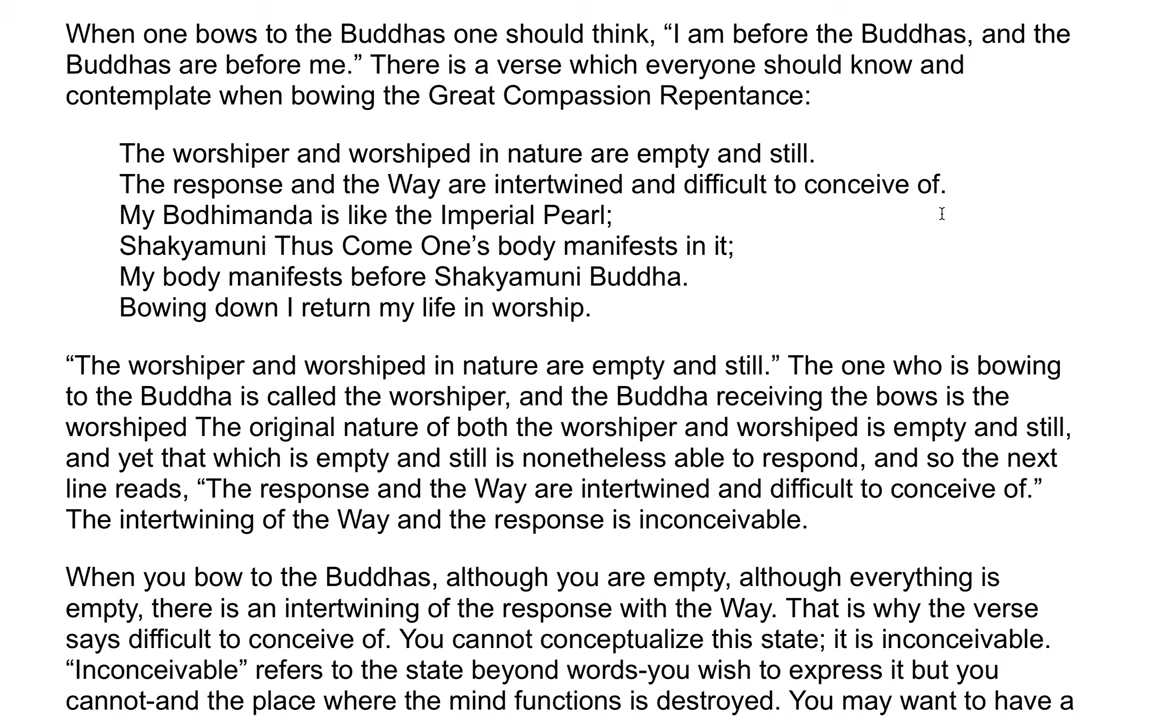 When one bows to the Buddhas one should think, “I am before the Buddhas, and the
Buddhas are before me.” There is a verse which everyone should know and
contemplate when bowing the Great Compassion Repentance:
The worshiper and worshiped in nature are empty and still.
The response and the Way are intertwined and difficult to conceive of.
My Bodhimanda is like the Imperial Pearl;
Shakyamuni Thus Come One’s body manifests in it;
My body manifests before Shakyamuni Buddha.
Bowing down I return my life in worship.
“The worshiper and worshiped in nature are empty and still.” The one who is bowing
to the Buddha is called the worshiper, and the Buddha receiving the bows is the
worshiped The original nature of both the worshiper and worshiped is empty and still,
and yet that which is empty and still is nonetheless able to respond, and so the next
line reads, “The response and the Way are intertwined and difficult to conceive of.”
The intertwining of the Way and the response is inconceivable.
When you bow to the Buddhas, although you are empty, although everything is
empty, there is an intertwining of the response with the Way. That is why the verse
says difficult to conceive of. You cannot conceptualize this state; it is inconceivable.
“Inconceivable” refers to the state beyond words-you wish to express it but you
cannot-and the place where the mind functions is destroyed. You may want to have a